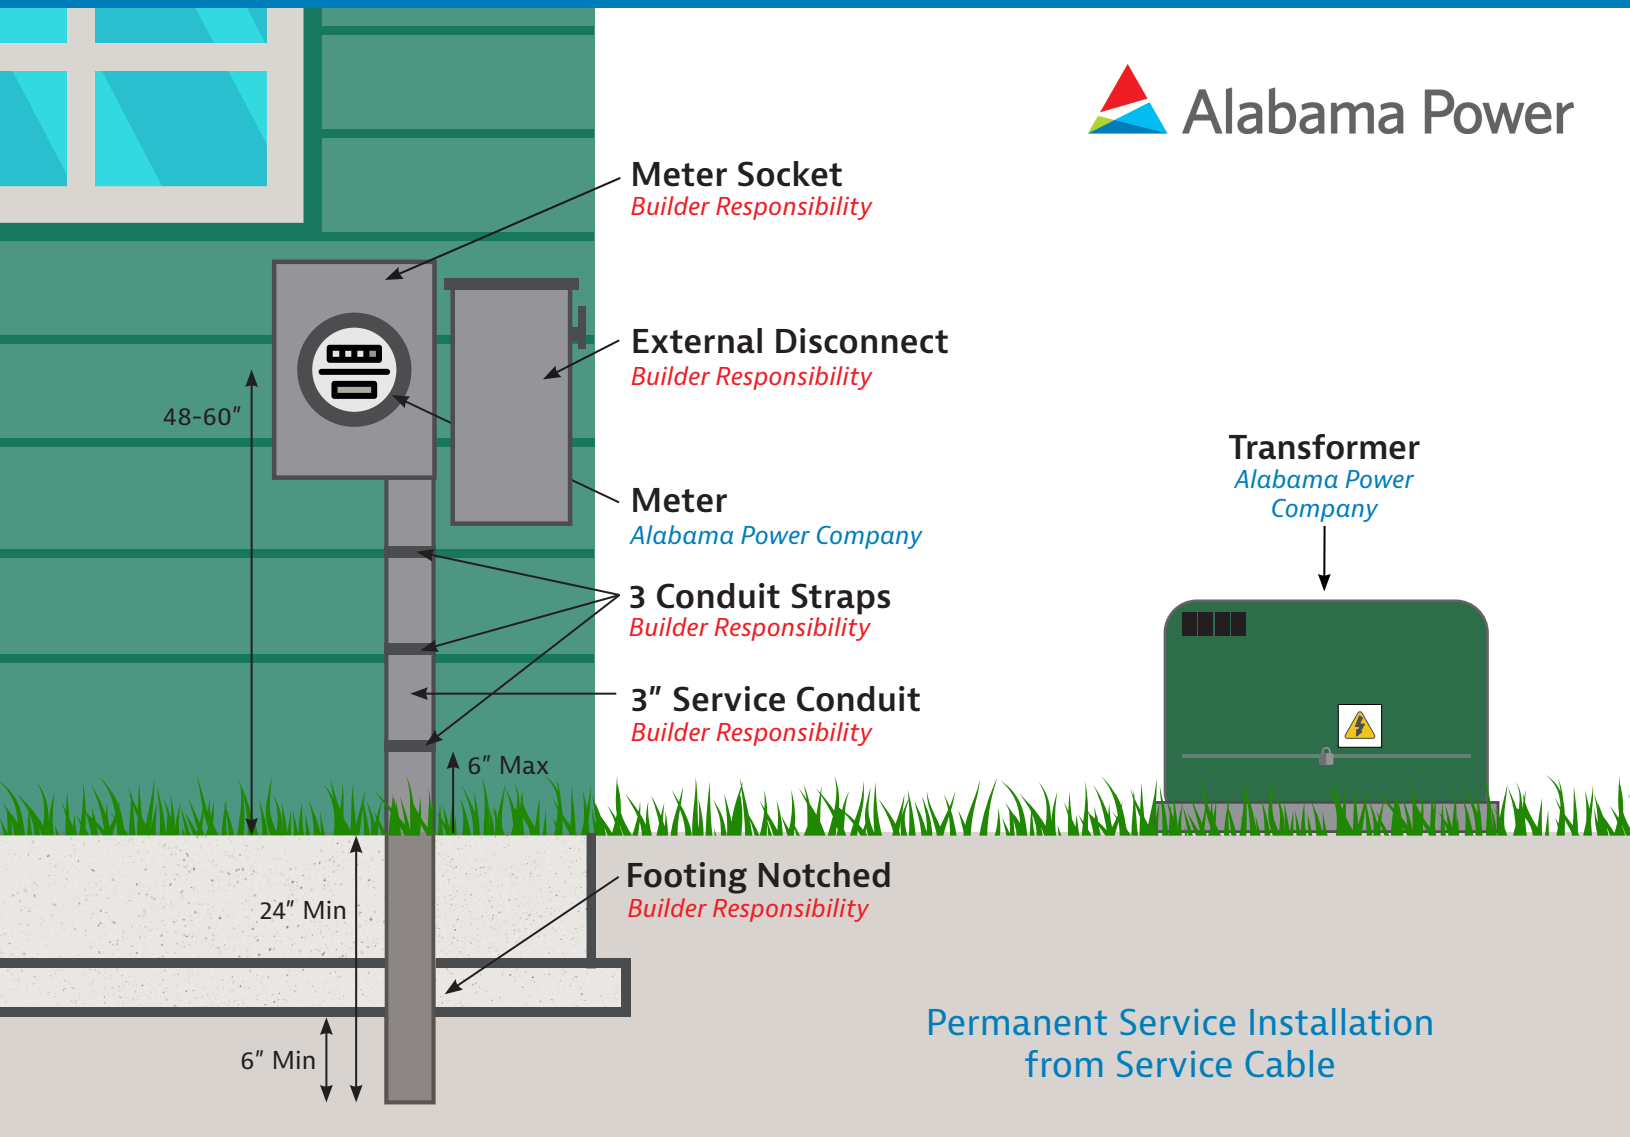 Alabama Power
Meter Socket
Builder Responsibility
External Disconnect
Builder Responsibility
48-60"
Meter
Alabama Power Company
Transformer
Alabama Power
Company
3 Conduit Straps
Builder Responsibility
3" Service Conduit
Builder Responsibility
6" Max
Footing Notched
Builder Responsibility
24" Min
6" Min
Permanent Service Installation
from Service Cable